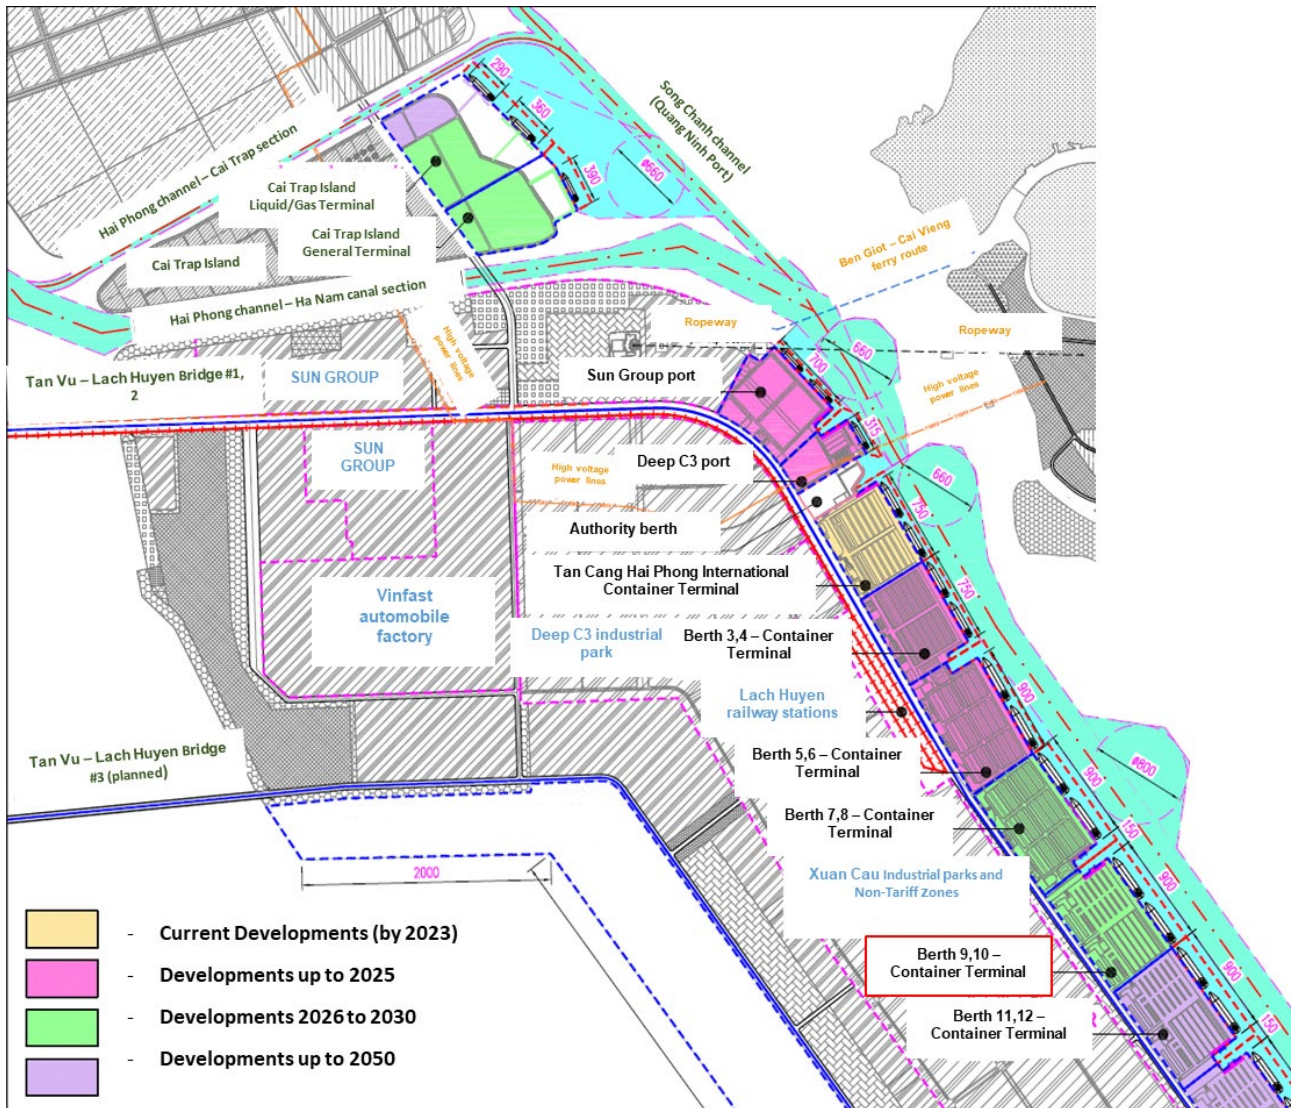 290
360
390
ø660
Song Chanh channel
(Quang Ninh Port)
Hai Phong channel – Cai Trap section
Cai Trap Island
Liquid/Gas Terminal
Cai Trap Island
General Terminal
Cai Trap Island
Hai Phong channel – Ha Nam canal section
Ben Giot – Cai Vieng
ferry route
Ropeway
Ropeway
High voltage
power lines
Tan Vu – Lach Huyen Bridge #1,
2
SUN GROUP
Sun Group port
700
660
High voltage
power lines
315
SUN
GROUP
Deep C3 port
High voltage
power lines
660
750
Authority berth
Tan Cang Hai Phong International
Container Terminal
750
Vinfast
automobile
factory
Deep C3 industrial
park
Berth 3,4 – Container
Terminal
900
Lach Huyen
railway stations
Tan Vu – Lach Huyen Bridge
#3 (planned)
Berth 5,6 – Container
Terminal
900
ø800
Berth 7,8 – Container
Terminal
150
Xuan Cau Industrial parks and
Non-Tariff Zones
900
2000
Berth 9,10 –
Container Terminal
900
Berth 11,12 –
Container Terminal
150
- Current Developments (by 2023)
- Developments up to 2025
- Developments 2026 to 2030
- Developments up to 2050